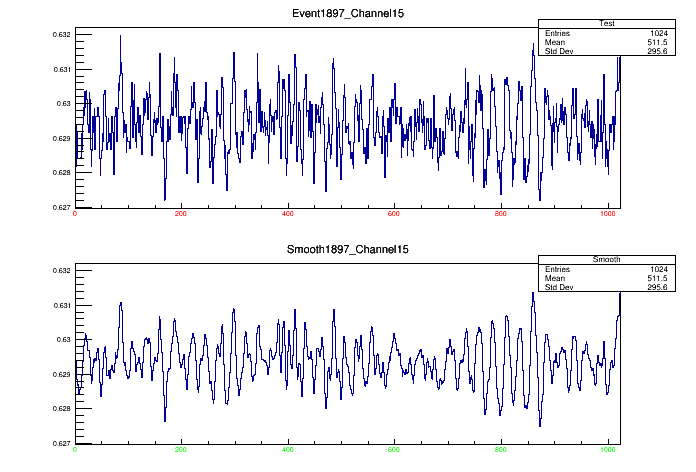 Event1897_Channel15
Test
Entries 1024
Mean 511.5
Std Dev 295.6
0.632
0.631
0.63
0.629
0.628
0.627
0 200 400 600 800 1000
Smooth1897_Channel15
Smooth
Entries 1024
Mean 511.5
Std Dev 295.6
0.632
0.631
0.63
0.629
0.628
0.627
0 200 400 600 800 1000